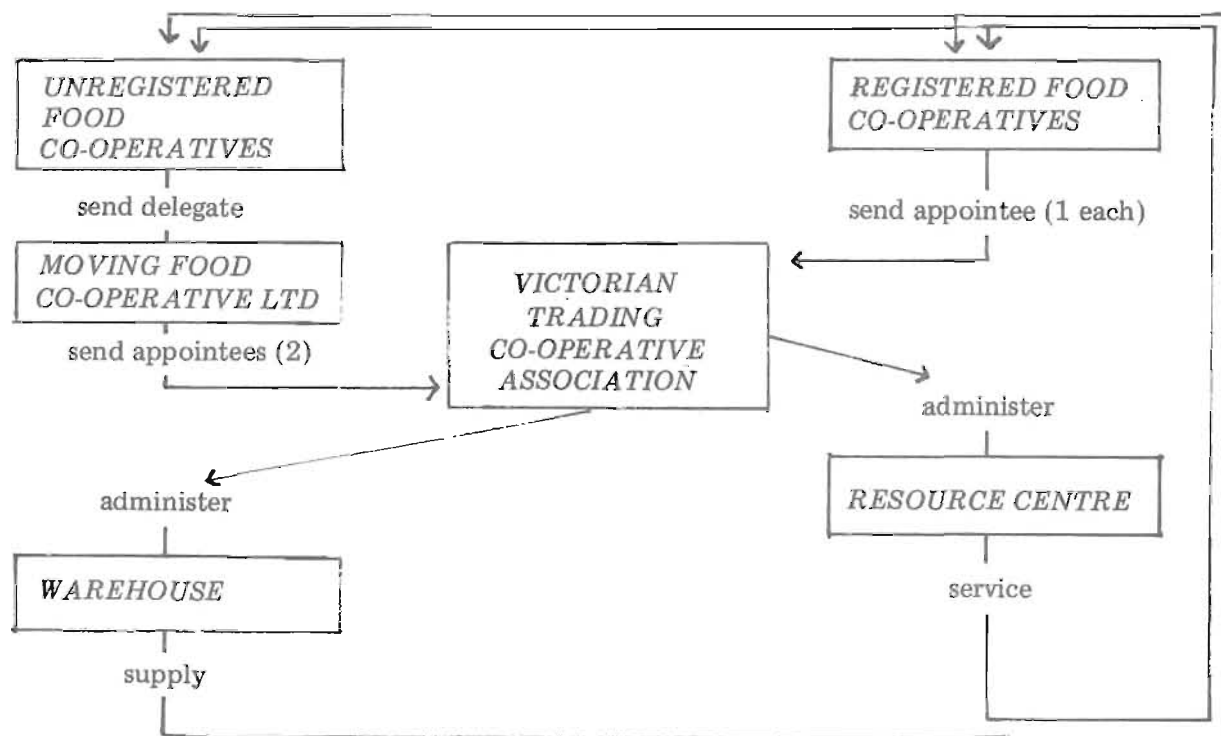 UNREGISTERED
FOOD
CO-OPERATIVES
REGISTERED FOOD
CO-OPERATIVES
send delegate
send appointee (1 each)
MOVING FOOD
CO-OPERATIVE LTD
VICTORIAN
TRADING
CO-OPERATIVE
ASSOCIATION
send appointees (2)
administer
RESOURCE CENTRE
administer
WAREHOUSE
service
supply